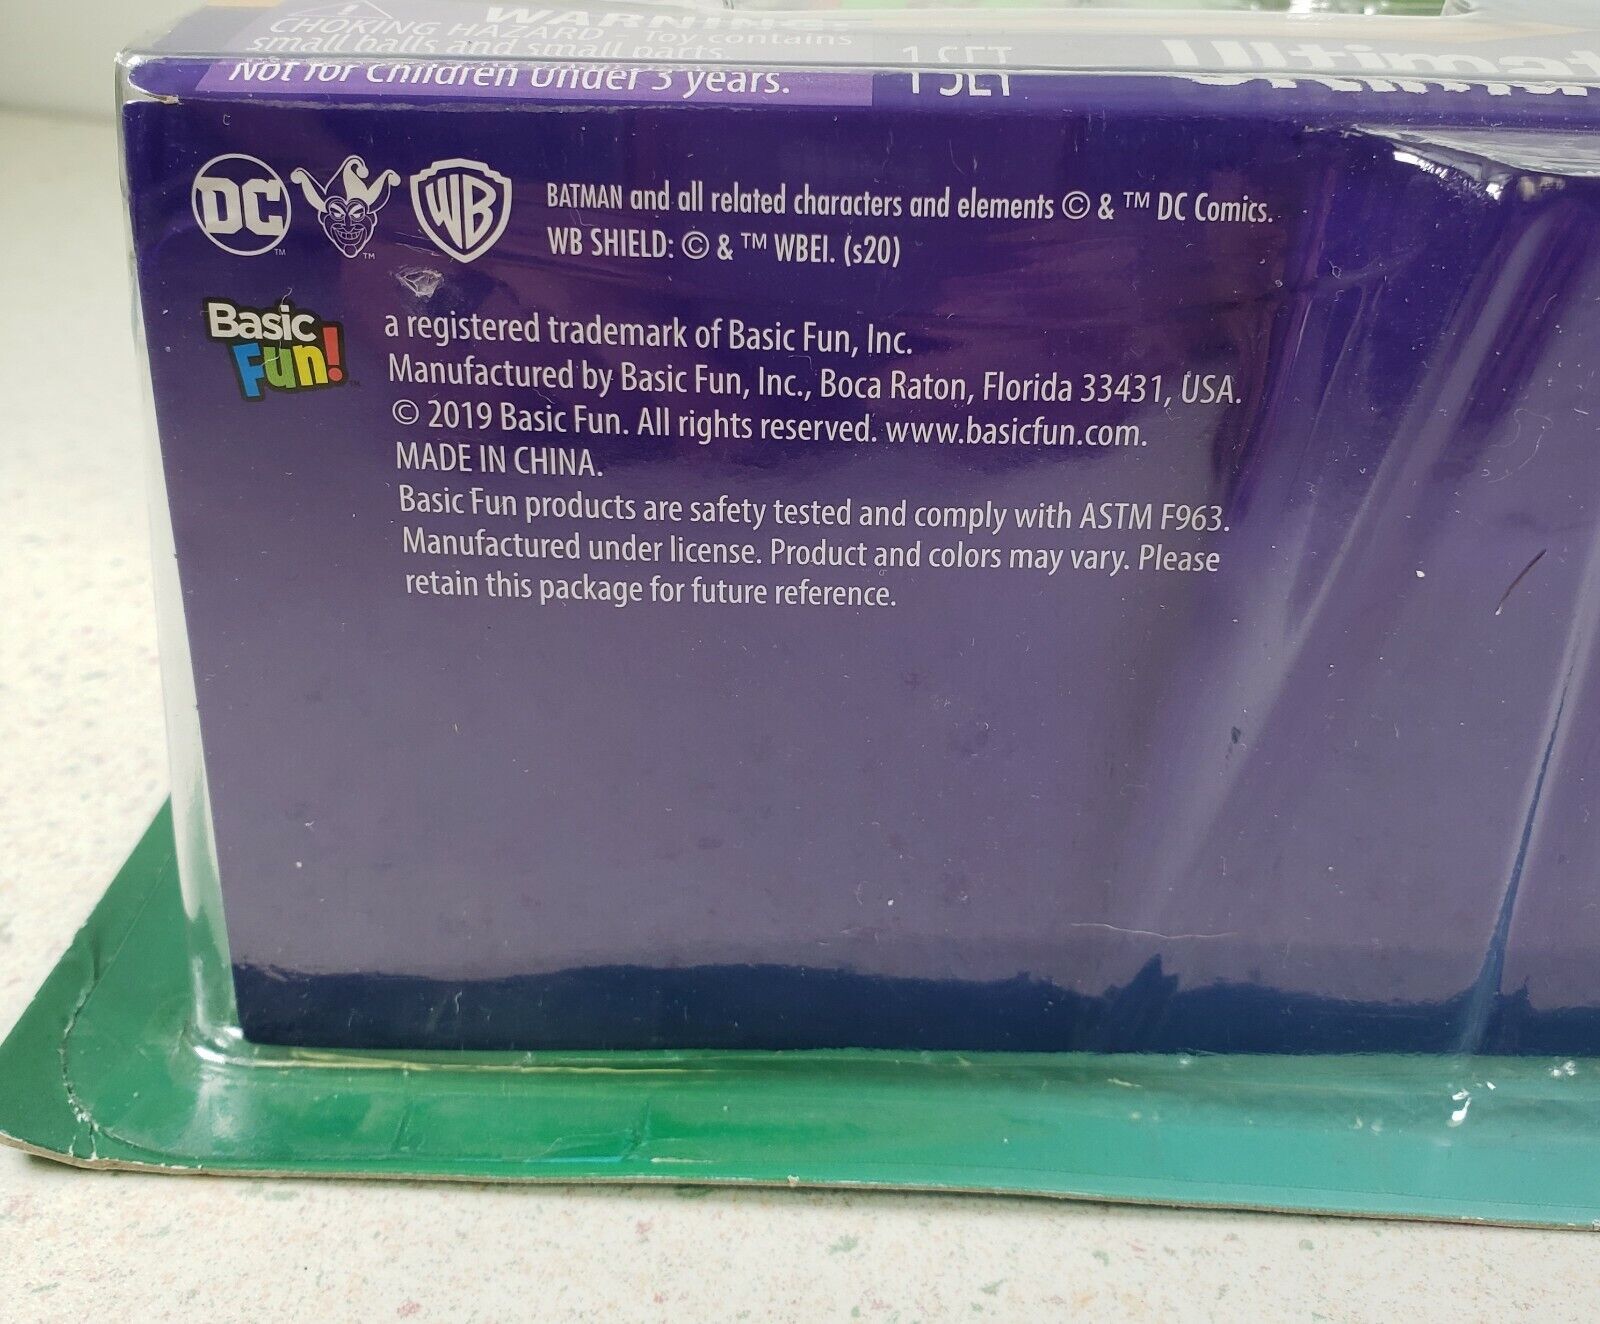 WARNING:
CHOKING HAZARD - Toy contains
small balls and small parts.
Not for Children Under 3 years.
1 SET
1 SET
DC TM
TM
WB
BATMAN and all related characters and elements © & ™ DC Comics.
WB SHIELD: © & ™ WBEI. (s20)
Basic
Fun!
a registered trademark of Basic Fun, Inc.
Manufactured by Basic Fun, Inc., Boca Raton, Florida 33431, USA.
© 2019 Basic Fun. All rights reserved. www.basicfun.com.
MADE IN CHINA.
Basic Fun products are safety tested and comply with ASTM F963.
Manufactured under license. Product and colors may vary. Please
retain this package for future reference.